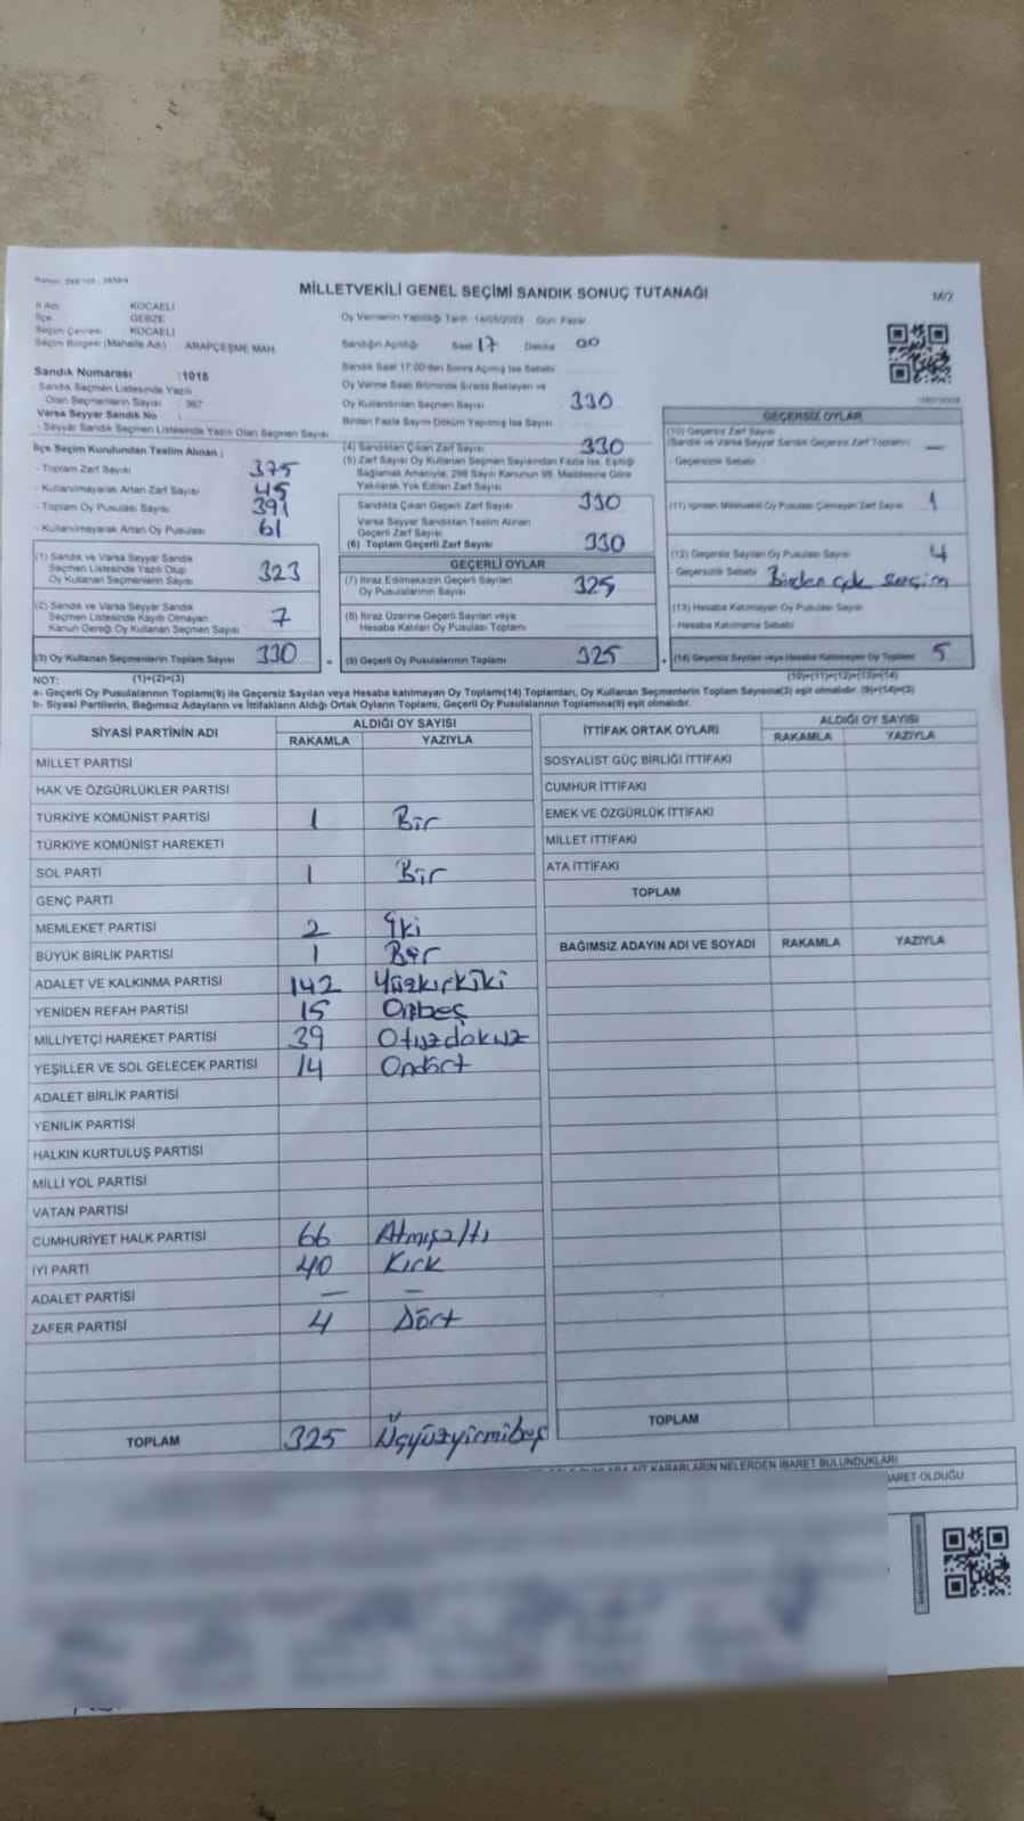 MİLLETVEKİLİ GENEL SEÇİMİ SANDIK SONUÇ TUTANAĞI
M/2
İl Adı KOCAELİ
İlçe GEBZE
Seçim Çevresi KOCAELİ
Seçim Bölgesi (Mahalle Adı) ARAPÇEŞME MAH.
Oy Vermenin Yapıldığı Tarih 14/05/2023 Gün Pazar
Sandığın Açıldığı Saat 17 Dakika 00
Sandık Numarası :1018
Sandık Seçmen Listesinde Yazılı
Olan Seçmenlerin Sayısı 367
Varsa Seyyar Sandık No
- Seyyar Sandık Seçmen Listesinde Yazılı Olan Seçmen Sayısı
Sandık Saat 17:00'den Sonra Açılmış İse Sebebi
Oy Verme Saati Bitiminde Sırada Bekleyen ve
Oy Kullandırılan Seçmen Sayısı 330
Birden Fazla Sayım Döküm Yapılmış İse Sayısı
İlçe Seçim Kurulundan Teslim Alınan ;
- Toplam Zarf Sayısı 375
- Kullanılmayarak Artan Zarf Sayısı 45
- Toplam Oy Pusulası Sayısı 391
- Kullanılmayarak Artan Oy Pusulası 61
(1) Sandık ve Varsa Seyyar Sandık
Seçmen Listesinde Yazılı Olup
Oy Kullanan Seçmenlerin Sayısı 323
(2) Sandık ve Varsa Seyyar Sandık
Seçmen Listesinde Kayıtlı Olmayan
Kanun Gereği Oy Kullanan Seçmen Sayısı 7
(3) Oy Kullanan Seçmenlerin Toplam Sayısı 330
(4) Sandıktan Çıkan Zarf Sayısı 330
(5) Zarf Sayısı Oy Kullanan Seçmen Sayısından Fazla İse, Eşitliği
Sağlamak Amacıyla, 298 Sayılı Kanunun 98. Maddesine Göre
Yakılarak Yok Edilen Zarf Sayısı
Sandıkta Çıkan Geçerli Zarf Sayısı 330
Varsa Seyyar Sandıktan Teslim Alınan
Geçerli Zarf Sayısı
(6) Toplam Geçerli Zarf Sayısı 330
GEÇERLİ OYLAR
(7) İtiraz Edilmeksizin Geçerli Sayılan
Oy Pusulalarının Sayısı 325
(8) İtiraz Üzerine Geçerli Sayılan veya
Hesaba Katılan Oy Pusulası Toplamı
(9) Geçerli Oy Pusulalarının Toplamı 325
GEÇERSİZ OYLAR
(10) Geçersiz Zarf Sayısı
(Sandık ve Varsa Seyyar Sandık Geçersiz Zarf Toplamı) —
- Geçersizlik Sebebi
(11) İçinden Milletvekili Oy Pusulası Çıkmayan Zarf Sayısı 1
(12) Geçersiz Sayılan Oy Pusulası Sayısı 4
Geçersizlik Sebebi Birden çok seçim
(13) Hesaba Katılmayan Oy Pusulası Sayısı
- Hesaba Katılmama Sebebi
(14) Geçersiz Sayılan veya Hesaba Katılmayan Oy Toplamı 5
NOT: (1)+(2)=(3)
(10)+(11)+(12)+(13)=(14)
a- Geçerli Oy Pusulalarının Toplamı(9) ile Geçersiz Sayılan veya Hesaba katılmayan Oy Toplamı(14) Toplamları, Oy Kullanan Seçmenlerin Toplam Sayısına(3) eşit olmalıdır. (9)+(14)=(3)
b- Siyasi Partilerin, Bağımsız Adayların ve İttifakların Aldığı Ortak Oyların Toplamı, Geçerli Oy Pusulalarının Toplamına(9) eşit olmalıdır.
SİYASİ PARTİNİN ADI ALDIĞI OY SAYISI
RAKAMLA YAZIYLA
MİLLET PARTİSİ
HAK VE ÖZGÜRLÜKLER PARTİSİ
TÜRKİYE KOMÜNİST PARTİSİ 1 Bir
TÜRKİYE KOMÜNİST HAREKETİ
SOL PARTİ 1 Bir
GENÇ PARTİ
MEMLEKET PARTİSİ 2 İki
BÜYÜK BİRLİK PARTİSİ 1 Bir
ADALET VE KALKINMA PARTİSİ 142 Yüzkırkiki
YENİDEN REFAH PARTİSİ 15 Onbeş
MİLLİYETÇİ HAREKET PARTİSİ 39 Otuzdokuz
YEŞİLLER VE SOL GELECEK PARTİSİ 14 Ondört
ADALET BİRLİK PARTİSİ
YENİLİK PARTİSİ
HALKIN KURTULUŞ PARTİSİ
MİLLİ YOL PARTİSİ
VATAN PARTİSİ
CUMHURİYET HALK PARTİSİ 66 Atmışaltı
İYİ PARTİ 40 Kırk
ADALET PARTİSİ — —
ZAFER PARTİSİ 4 Dört
TOPLAM 325 Üçyüzyirmibeş
İTTİFAK ORTAK OYLARI ALDIĞI OY SAYISI
RAKAMLA YAZIYLA
SOSYALİST GÜÇ BİRLİĞİ İTTİFAKI
CUMHUR İTTİFAKI
EMEK VE ÖZGÜRLÜK İTTİFAKI
MİLLET İTTİFAKI
ATA İTTİFAKI
TOPLAM
BAĞIMSIZ ADAYIN ADI VE SOYADI RAKAMLA YAZIYLA
TOPLAM
AİT KARARLARIN NELERDEN İBARET BULUNDUKLARI
İBARET OLDUĞU